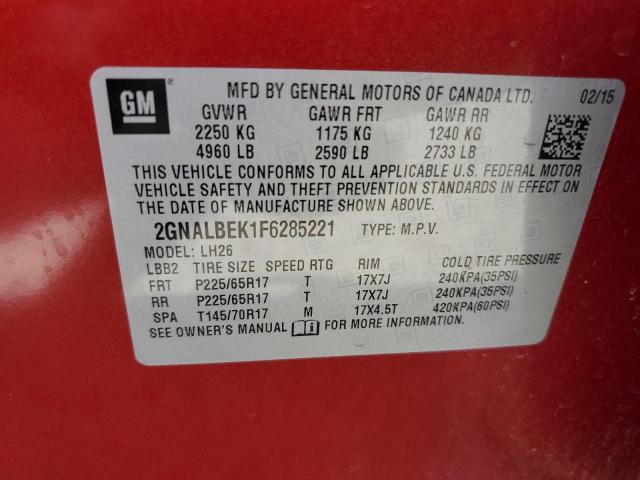 GM ®
MFD BY GENERAL MOTORS OF CANADA LTD. 02/15
GVWR GAWR FRT GAWR RR
2250 KG 1175 KG 1240 KG
4960 LB 2590 LB 2733 LB
THIS VEHICLE CONFORMS TO ALL APPLICABLE U.S. FEDERAL MOTOR
VEHICLE SAFETY AND THEFT PREVENTION STANDARDS IN EFFECT ON
THE DATE OF MANUFACTURE SHOWN ABOVE.
2GNALBEK1F6285221 TYPE: M.P.V.
MODEL: LH26
LBB2 TIRE SIZE SPEED RTG RIM COLD TIRE PRESSURE
FRT P225/65R17 T 17X7J 240KPA(35PSI)
RR P225/65R17 T 17X7J 240KPA(35PSI)
SPA T145/70R17 M 17X4.5T 420KPA(60PSI)
SEE OWNER'S MANUAL FOR MORE INFORMATION.